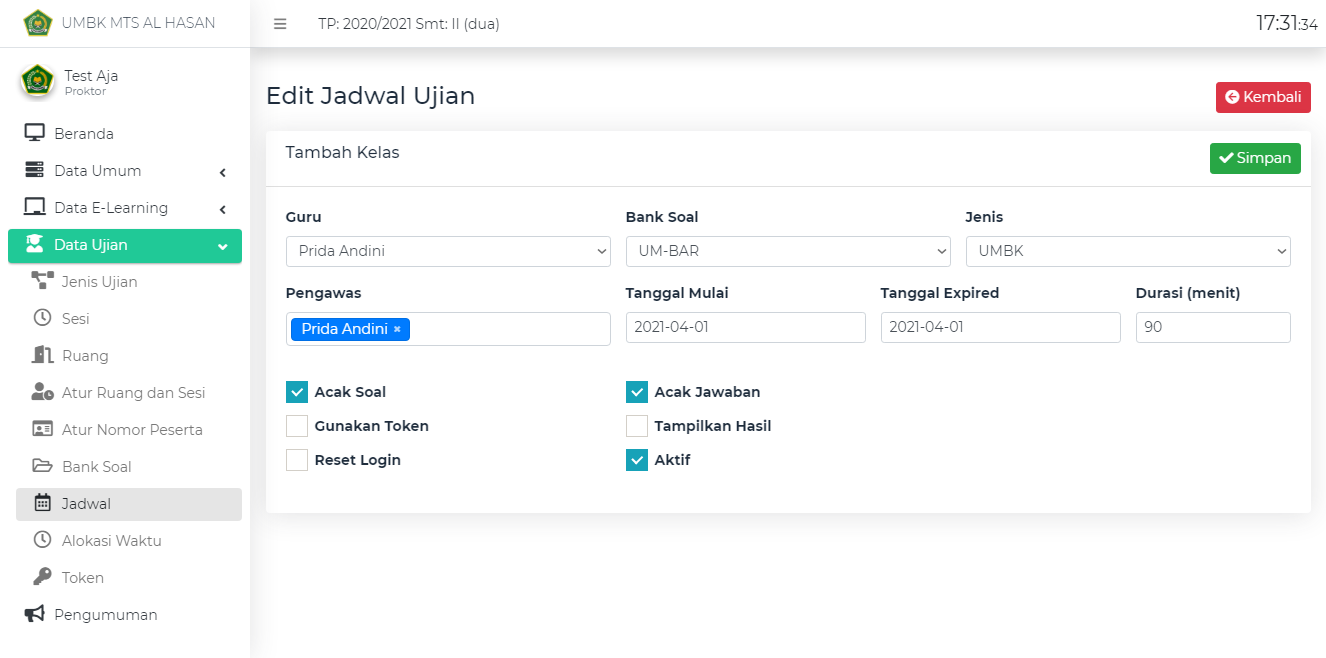 UMBK MTS AL HASAN
TP: 2020/2021 Smt: II (dua)
17:31:34
Test Aja
Proktor
Beranda
Data Umum
Data E-Learning
Data Ujian
Jenis Ujian
Sesi
Ruang
Atur Ruang dan Sesi
Atur Nomor Peserta
Bank Soal
Jadwal
Alokasi Waktu
Token
Pengumuman
Edit Jadwal Ujian
Kembali
Tambah Kelas
Simpan
Guru Bank Soal Jenis
Prida Andini UM-BAR UMBK
Pengawas Tanggal Mulai Tanggal Expired Durasi (menit)
Prida Andini × 2021-04-01 2021-04-01 90
Acak Soal Acak Jawaban
Gunakan Token Tampilkan Hasil
Reset Login Aktif